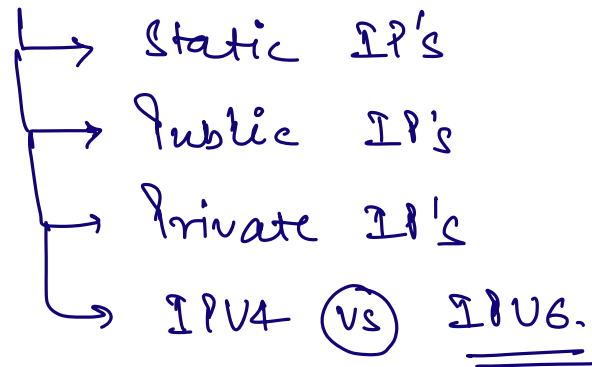 Static IP's
Public IP's
Private IP's
IPV4 VS IPV6.